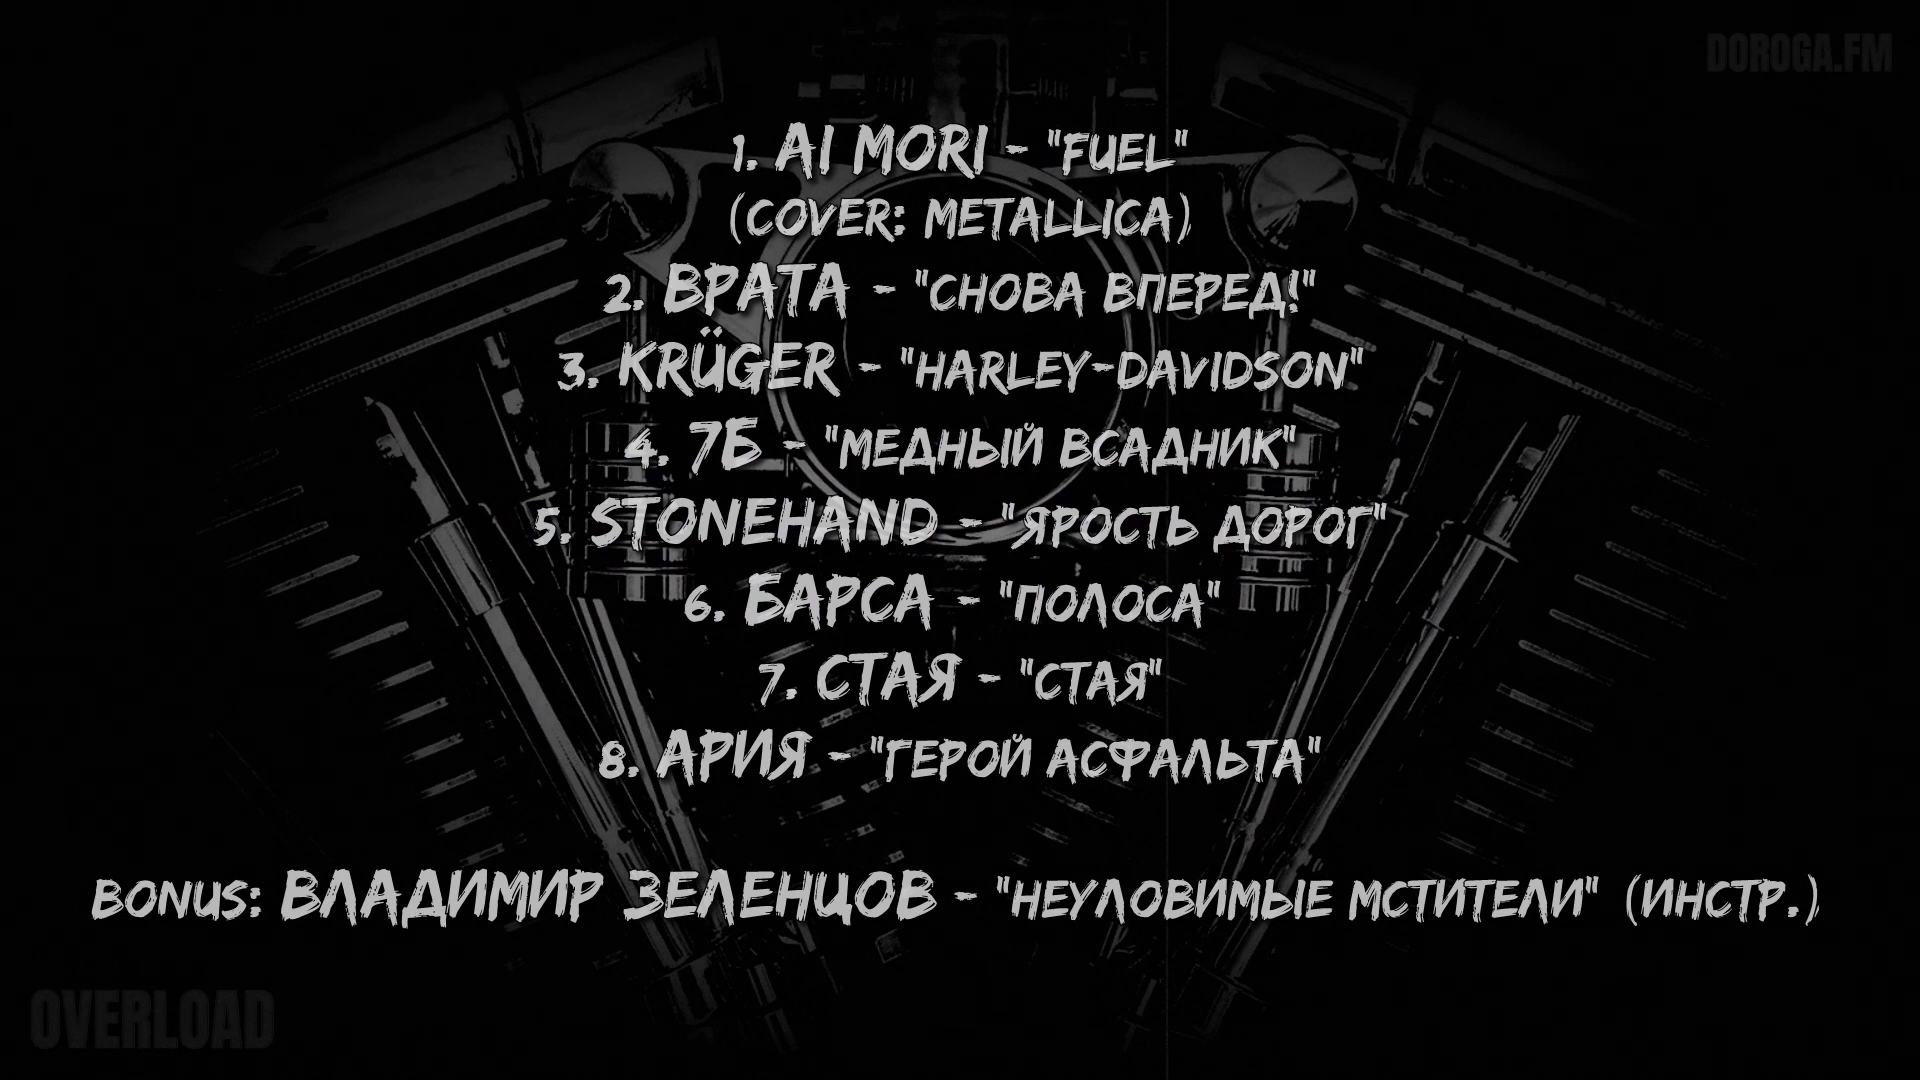 DOROGA.FM
1. AI MORI - "FUEL"
(COVER: METALLICA)
2. ВРАТА - "СНОВА ВПЕРЕД!"
3. KRÜGER - "HARLEY-DAVIDSON"
4. 7Б - "МЕДНЫЙ ВСАДНИК"
5. STONEHAND - "ЯРОСТЬ ДОРОГ"
6. БАРСА - "ПОЛОСА"
7. СТАЯ - "СТАЯ"
8. АРИЯ - "ГЕРОЙ АСФАЛЬТА"
BONUS: ВЛАДИМИР ЗЕЛЕНЦОВ - "НЕУЛОВИМЫЕ МСТИТЕЛИ" (ИНСТР.)
OVERLOAD